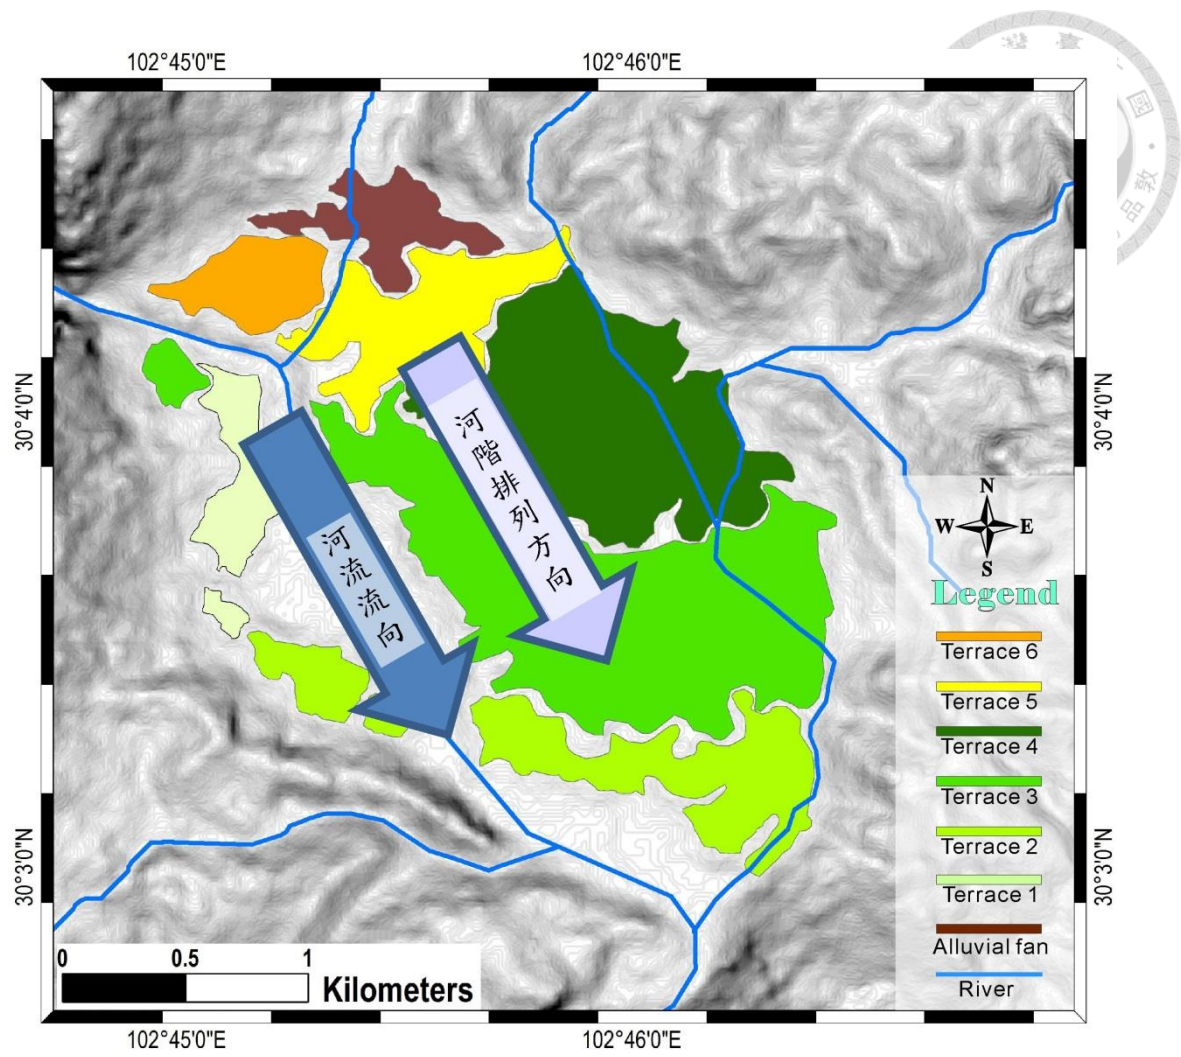 102°45'0"E
102°46'0"E
30°4'0"N
30°4'0"N
河階排列方向
河流流向
N
W
E
S
Legend
Terrace 6
Terrace 5
Terrace 4
Terrace 3
Terrace 2
Terrace 1
Alluvial fan
River
30°3'0"N
30°3'0"N
0
0.5
1
Kilometers
102°45'0"E
102°46'0"E